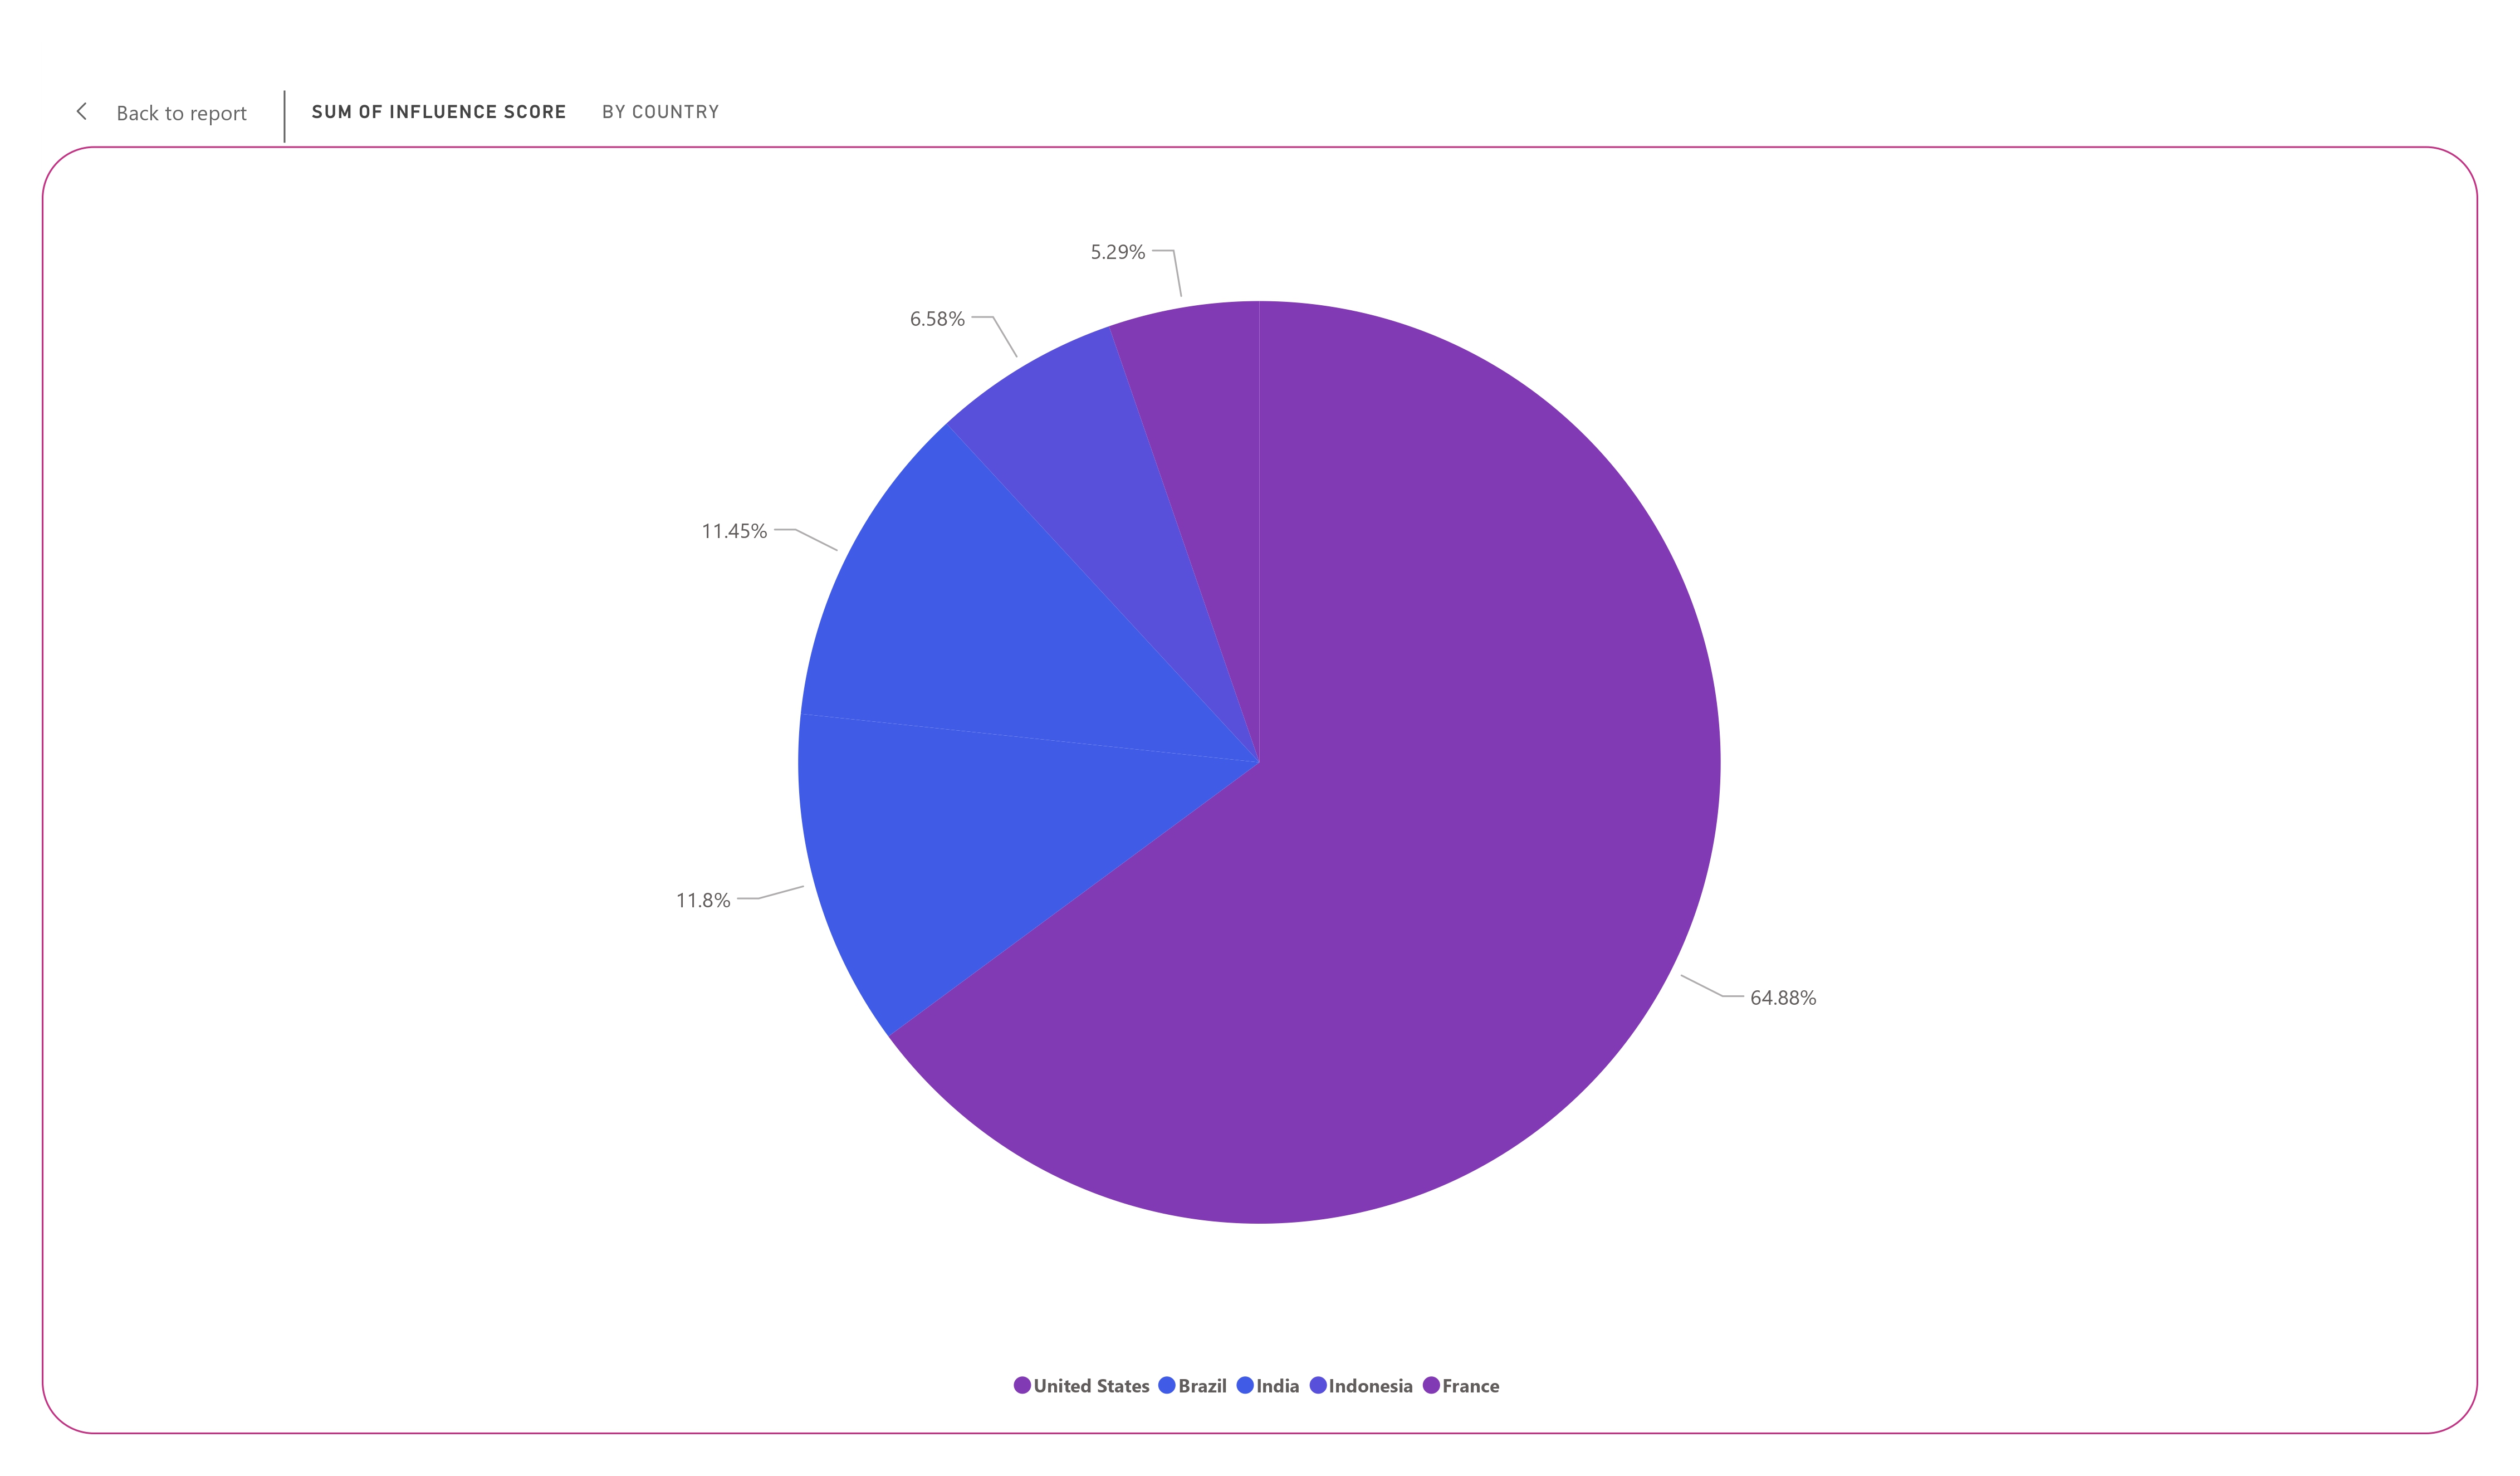 Back to report SUM OF INFLUENCE SCORE BY COUNTRY
5.29%
6.58%
11.45%
11.8%
64.88%
United States Brazil India Indonesia France